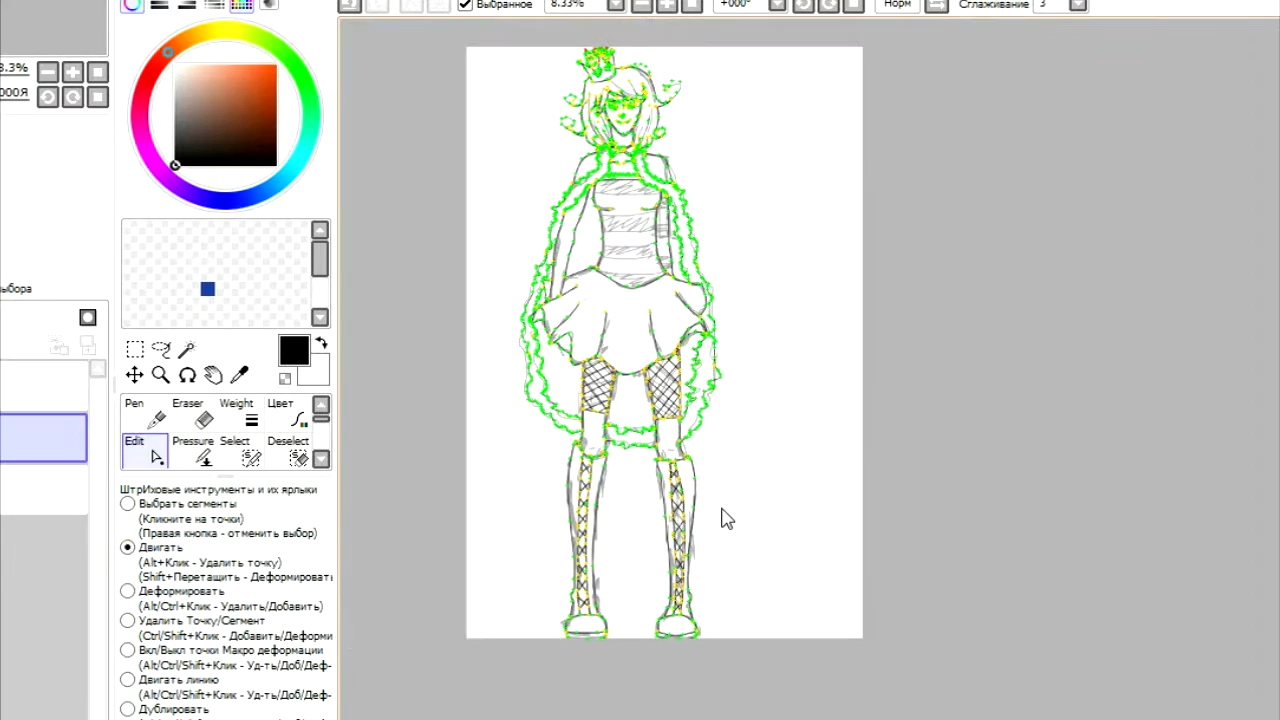 Выбранное 8.33% +000° Норм Сглаживание 3
3.3%
000Я
ыбора
Pen Eraser Weight Цвет
Edit Pressure Select Deselect
ШтрИховые инструменты и их ярлыки
Выбрать сегменты
(Кликните на точки)
(Правая кнопка - отменить выбор)
Двигать
(Alt+Клик - Удалить точку)
(Shift+Перетащить - Деформировать
Деформировать
(Alt/Ctrl+Клик - Удалить/Добавить)
Удалить Точку/Сегмент
(Ctrl/Shift+Клик - Добавить/Деформи
Вкл/Выкл точки Макро деформации
(Alt/Ctrl/Shift+Клик - Уд-ть/Доб/Деф-
Двигать линию
(Alt/Ctrl/Shift+Клик - Уд-ть/Доб/Деф-
Дублировать